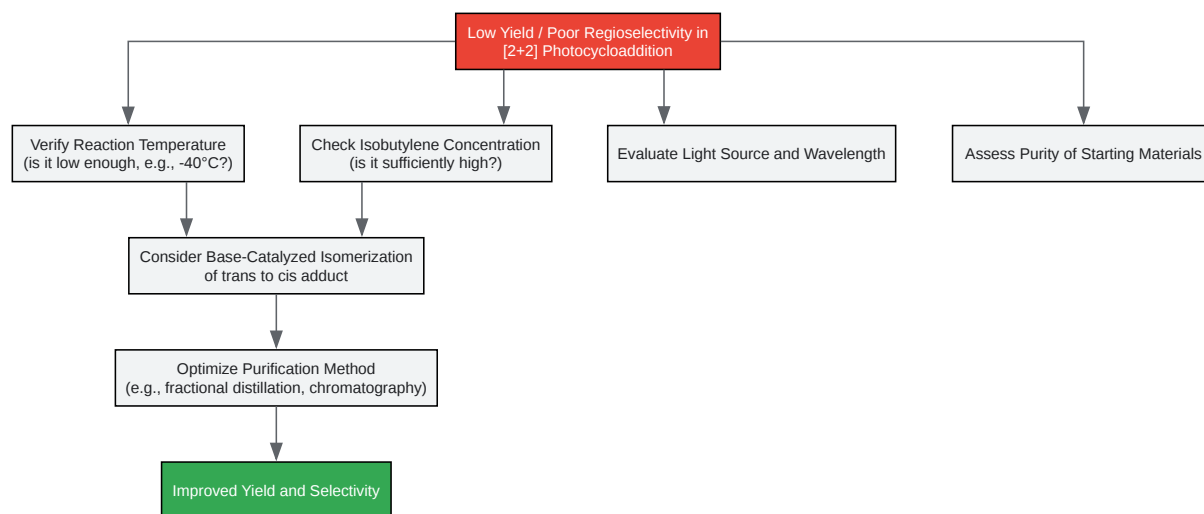 Low Yield / Poor Regioselectivity in
[2+2] Photocycloaddition
Verify Reaction Temperature
(is it low enough, e.g., -40°C?)
Check Isobutylene Concentration
(is it sufficiently high?)
Evaluate Light Source and Wavelength
Assess Purity of Starting Materials
Consider Base-Catalyzed Isomerization
of trans to cis adduct
Optimize Purification Method
(e.g., fractional distillation, chromatography)
Improved Yield and Selectivity